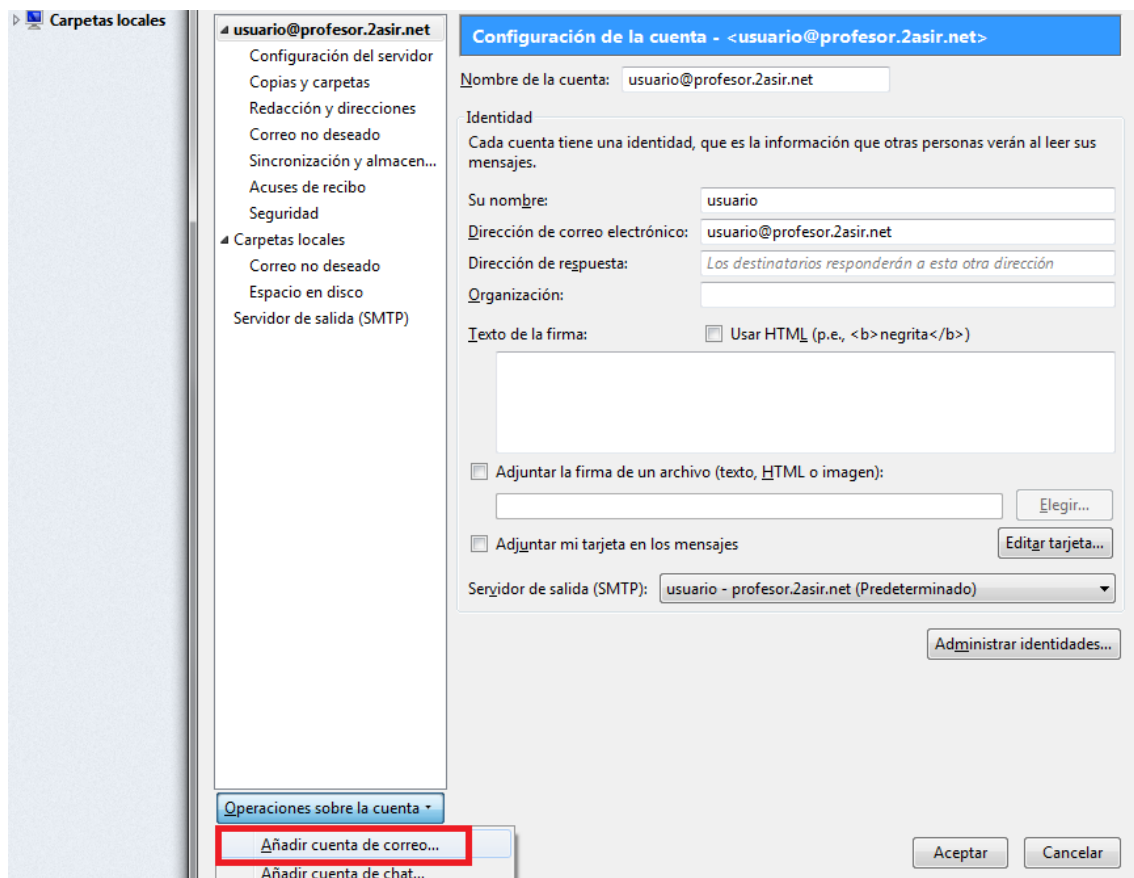 Carpetas locales
usuario@profesor.2asir.net
Configuración del servidor
Copias y carpetas
Redacción y direcciones
Correo no deseado
Sincronización y almacen...
Acuses de recibo
Seguridad
Carpetas locales
Correo no deseado
Espacio en disco
Servidor de salida (SMTP)
Configuración de la cuenta - <usuario@profesor.2asir.net>
Nombre de la cuenta: usuario@profesor.2asir.net
Identidad
Cada cuenta tiene una identidad, que es la información que otras personas verán al leer sus
mensajes.
Su nombre: usuario
Dirección de correo electrónico: usuario@profesor.2asir.net
Dirección de respuesta: Los destinatarios responderán a esta otra dirección
Organización:
Texto de la firma: Usar HTML (p.e., <b>negrita</b>)
Adjuntar la firma de un archivo (texto, HTML o imagen):
Elegir...
Adjuntar mi tarjeta en los mensajes Editar tarjeta...
Servidor de salida (SMTP): usuario - profesor.2asir.net (Predeterminado)
Administrar identidades...
Operaciones sobre la cuenta
Añadir cuenta de correo...
Añadir cuenta de chat...
Aceptar Cancelar